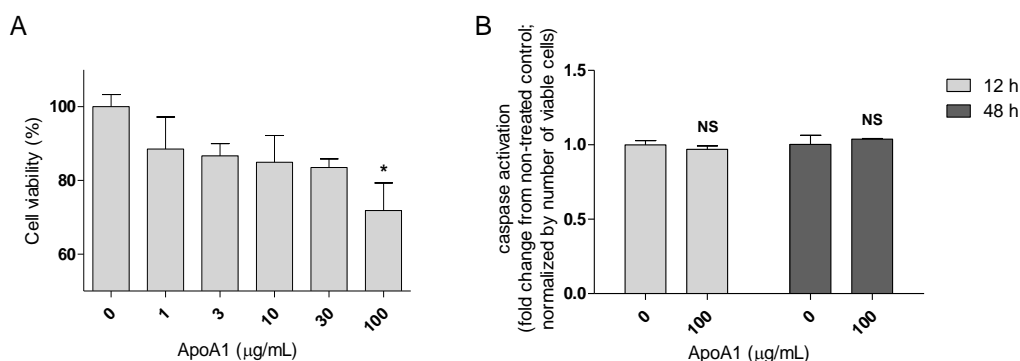 A
Cell viability (%)
100
80
60
*
0
1
3
10
30
100
ApoA1 (μg/mL)
B
caspase activation
(fold change from non-treated control;
normalized by number of viable cells)
1.5
1.0
0.5
0.0
NS
NS
0
100
0
100
ApoA1 (μg/mL)
12 h
48 h